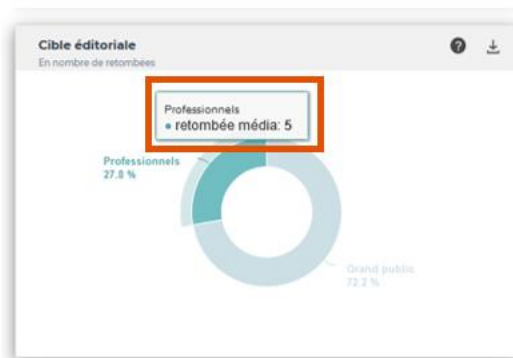 Cible éditoriale
En nombre de retombées
?
Professionnels
• retombée média: 5
Professionnels
27.8 %
Grand public
72.2 %